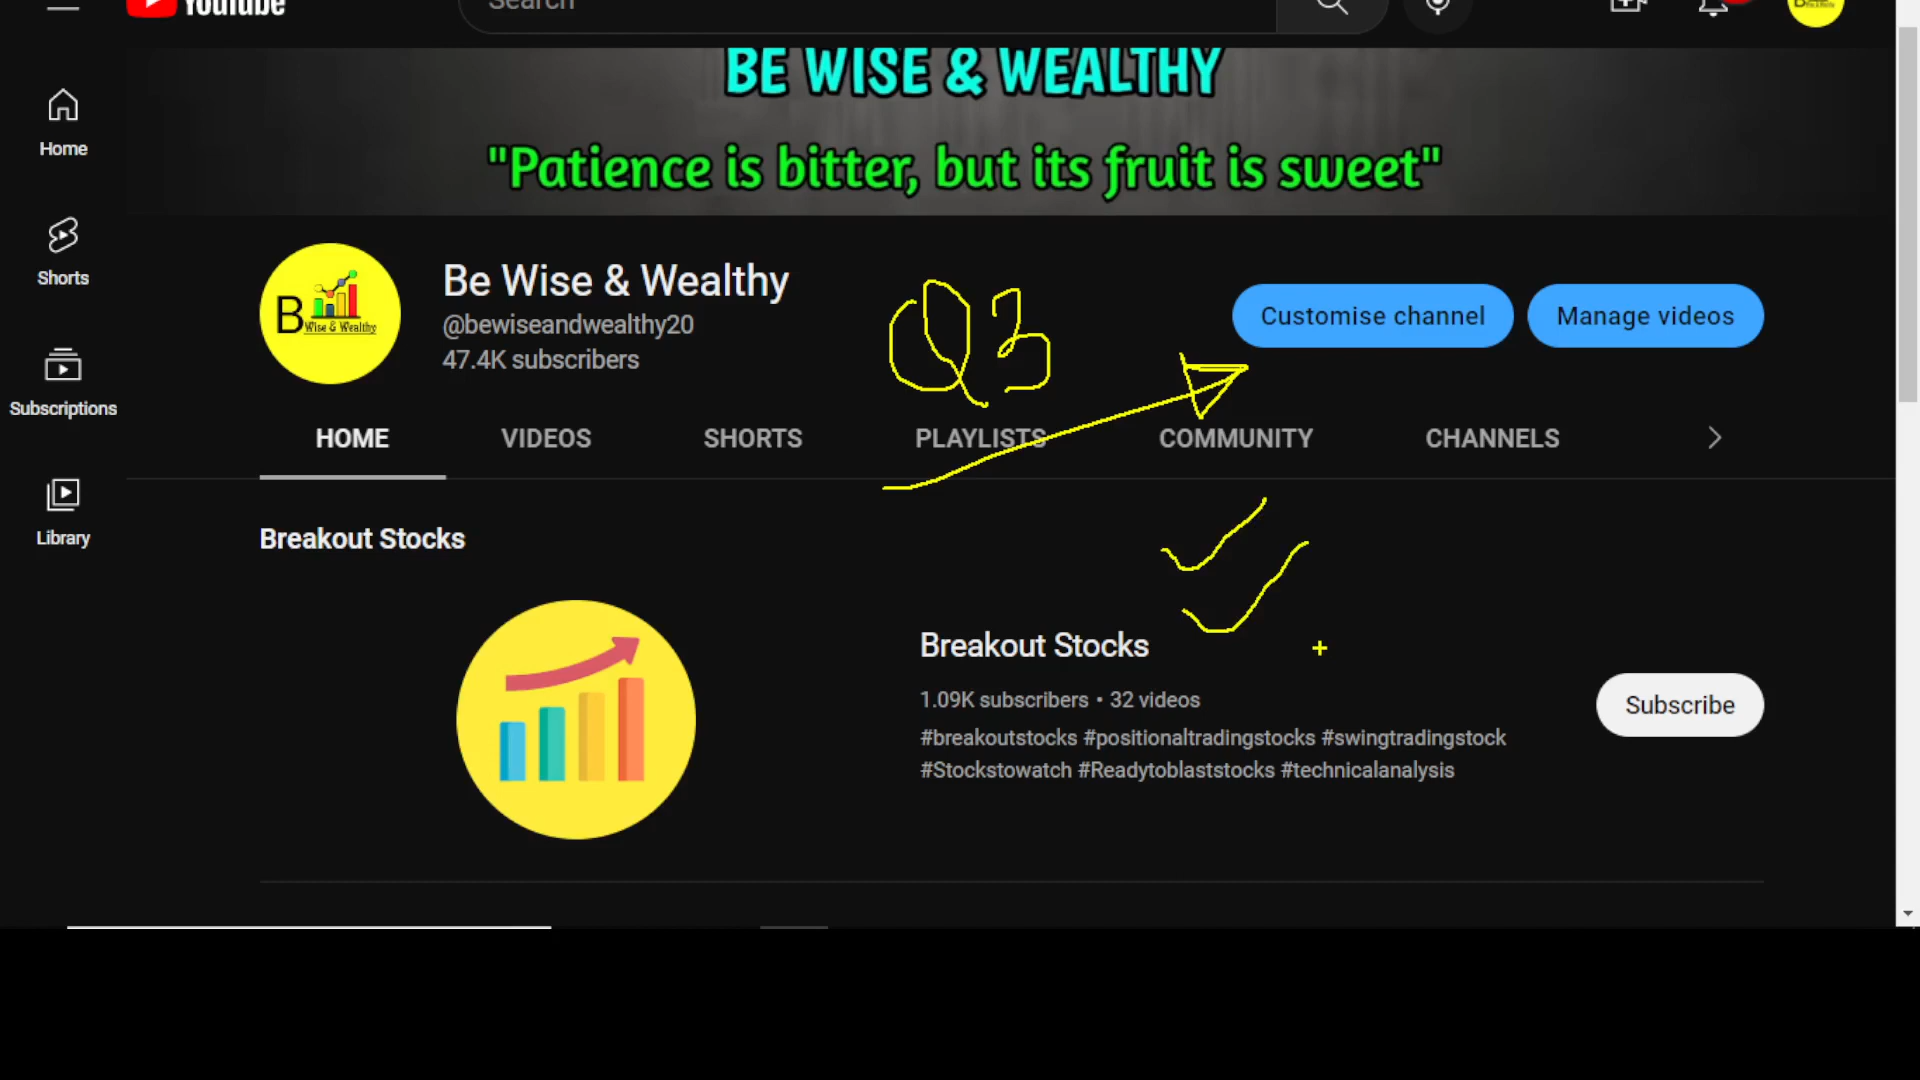 YouTube
Search
BE WISE & WEALTHY
"Patience is bitter, but its fruit is sweet"
Home
Shorts
Subscriptions
Library
B Wise & Wealthy
Be Wise & Wealthy
@bewiseandwealthy20
47.4K subscribers
Q3
Customise channel
Manage videos
HOME
VIDEOS
SHORTS
PLAYLISTS
COMMUNITY
CHANNELS
Breakout Stocks
Breakout Stocks
1.09K subscribers • 32 videos
#breakoutstocks #positionaltradingstocks #swingtradingstock
#Stockstowatch #Readytoblaststocks #technicalanalysis
Subscribe